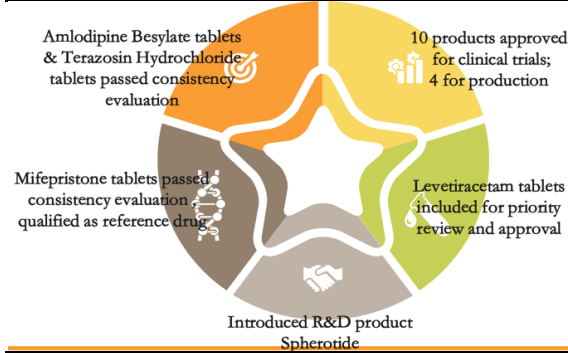 Amlodipine Besylate tablets
& Terazosin Hydrochloride
tablets passed consistency
evaluation
10 products approved
for clinical trials;
4 for production
Mifepristone tablets passed
consistency evaluation ,
qualified as reference drug
Levetiracetam tablets
included for priority
review and approval
Introduced R&D product
Spherotide